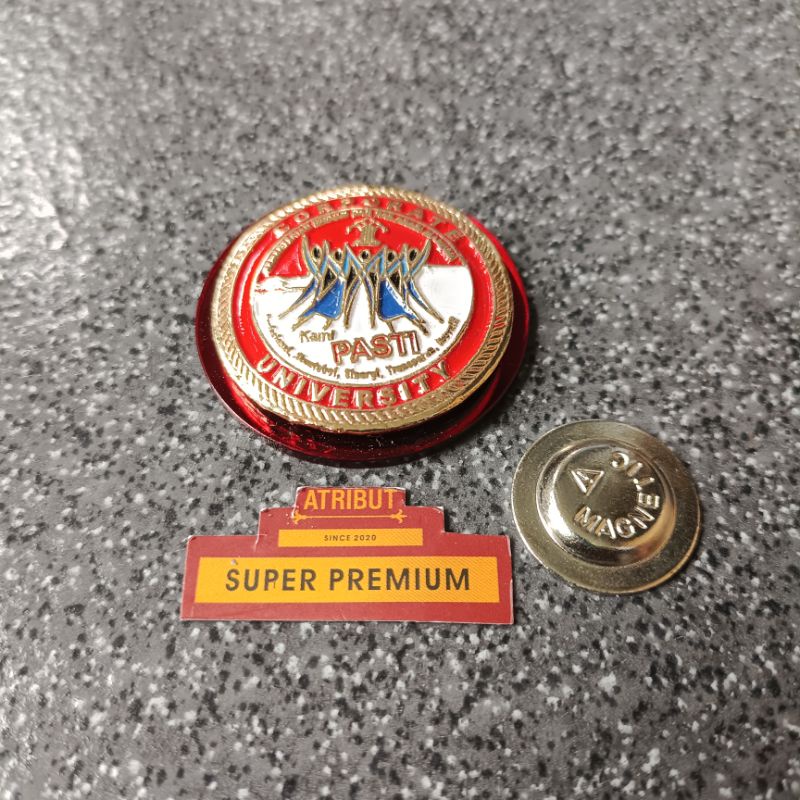 CORPORATE
Kami
PASTI
UNIVERSITY
MAGNETIC
ATRIBUT
SINCE 2020
SUPER PREMIUM